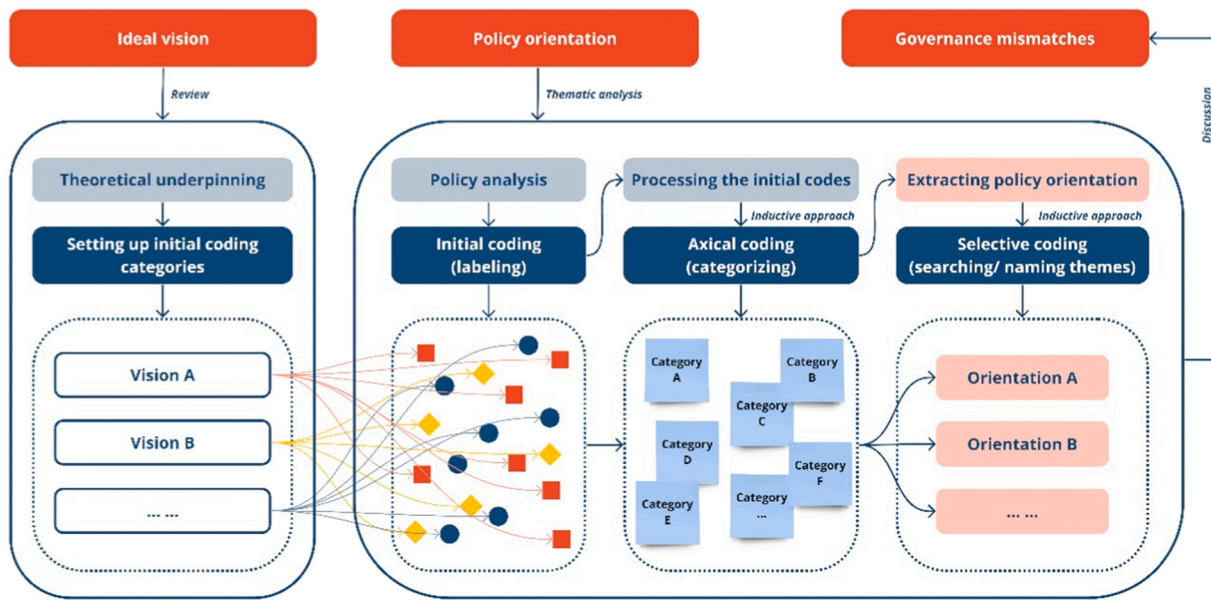 Ideal vision
Policy orientation
Governance mismatches
Review
Thematic analysis
Discussion
Theoretical underpinning
Policy analysis
Processing the initial codes
Extracting policy orientation
Inductive approach
Inductive approach
Setting up initial coding
categories
Initial coding
(labeling)
Axical coding
(categorizing)
Selective coding
(searching/ naming themes)
Vision A
Vision B
... ...
Category
A
Category
B
Category
C
Category
D
Category
E
Category
F
Category
...
Orientation A
Orientation B
... ...